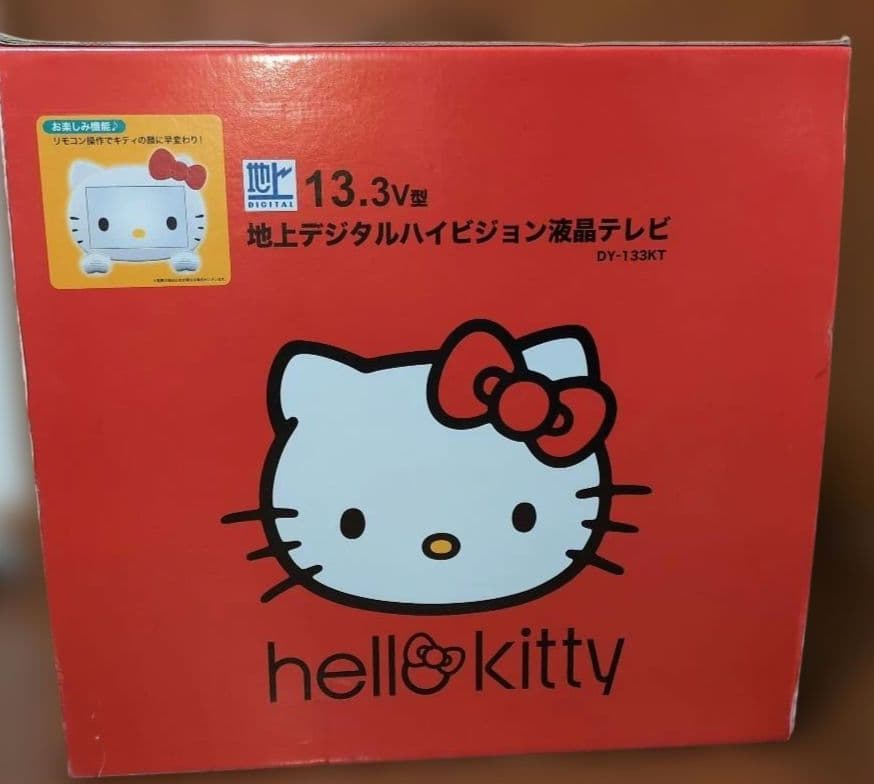 お楽しみ機能♪
リモコン操作でキティの顔に早変わり!
地上
DIGITAL
13.3V型
地上デジタルハイビジョン液晶テレビ
DY-133KT
hello kitty